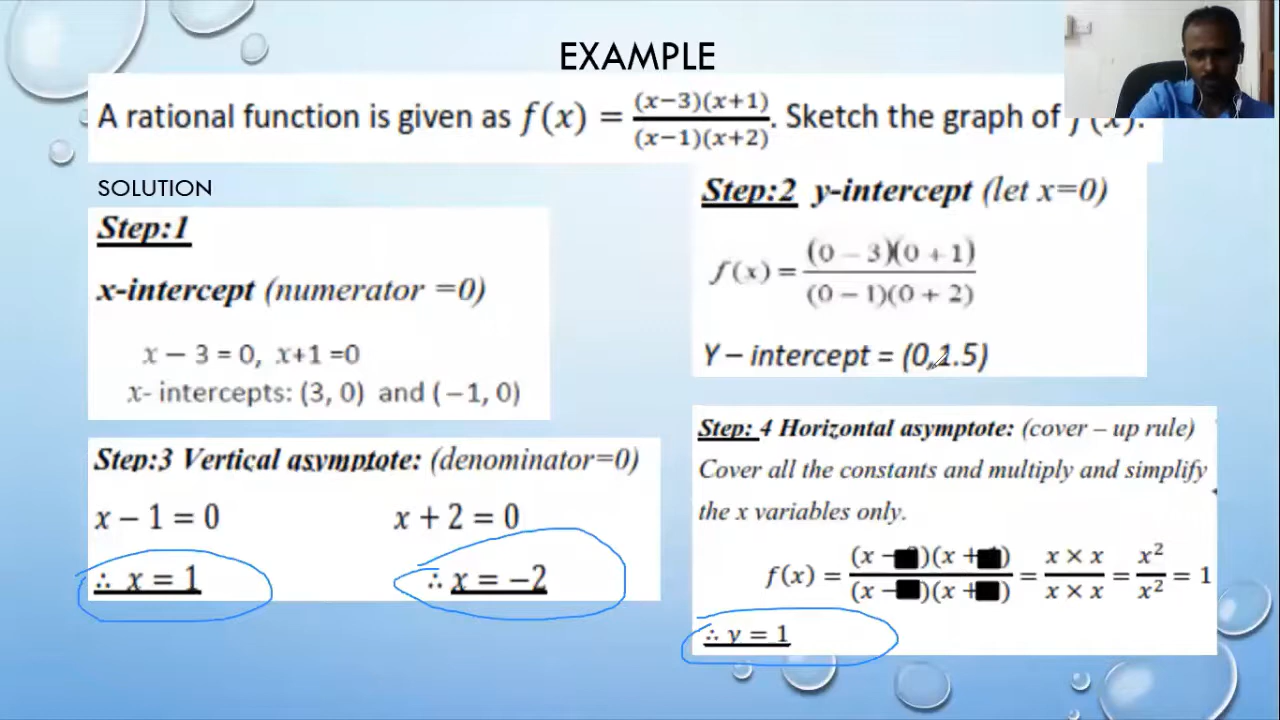 EXAMPLE
A rational function is given as f(x) = (x−3)(x+1) / (x−1)(x+2). Sketch the graph of f(x).
SOLUTION
Step:1
x-intercept (numerator =0)
x − 3 = 0, x+1 =0
x- intercepts: (3, 0) and (−1, 0)
Step:2 y-intercept (let x=0)
f(x) = (0 − 3)(0 + 1) / (0 − 1)(0 + 2)
Y – intercept = (0,1.5)
Step:3 Vertical asymptote: (denominator=0)
x − 1 = 0 x + 2 = 0
∴ x = 1 ∴ x = −2
Step: 4 Horizontal asymptote: (cover – up rule)
Cover all the constants and multiply and simplify
the x variables only.
f(x) = (x − )(x + ) / (x − )(x + ) = x × x / x × x = x² / x² = 1
∴ y = 1